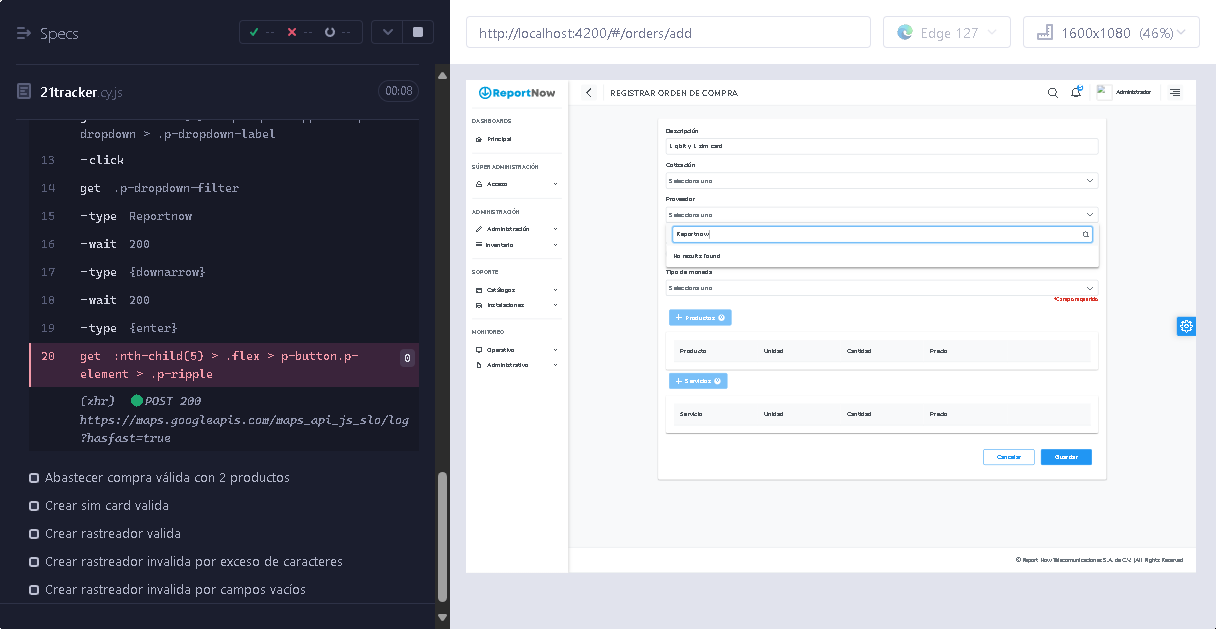 Specs
-- -- --
21tracker.cy.js
00:08
dropdown > .p-dropdown-label
13 -click
14 get .p-dropdown-filter
15 -type Reportnow
16 -wait 200
17 -type {downarrow}
18 -wait 200
19 -type {enter}
20 get :nth-child(5) > .flex > p-button.p-
element > .p-ripple
0
(xhr) POST 200
https://maps.googleapis.com/maps_api_js_slo/log
?hasfast=true
Abastecer compra válida con 2 productos
Crear sim card valida
Crear rastreador valida
Crear rastreador invalida por exceso de caracteres
Crear rastreador invalida por campos vacíos
http://localhost:4200/#/orders/add
Edge 127
1600x1080 (46%)
ReportNow
DASHBOARDS
Principal
SÚPER ADMINISTRACIÓN
Acceso
ADMINISTRACIÓN
Administración
Inventario
SOPORTE
Catálogos
Instalaciones
MONITOREO
Operativo
Administrativo
REGISTRAR ORDEN DE COMPRA
Administrador
Descripción
1 qbit y 1 sim card
Cotización
Selecciona uno
Proveedor
Selecciona uno
Reportnow
No results found
Tipo de moneda
Selecciona uno
*Campo requerido
+ Productos
Producto Unidad Cantidad Precio
+ Servicios
Servicio Unidad Cantidad Precio
Cancelar Guardar
© Report Now Telecomunicaciones S.A. de C.V. | All Rights Reserved